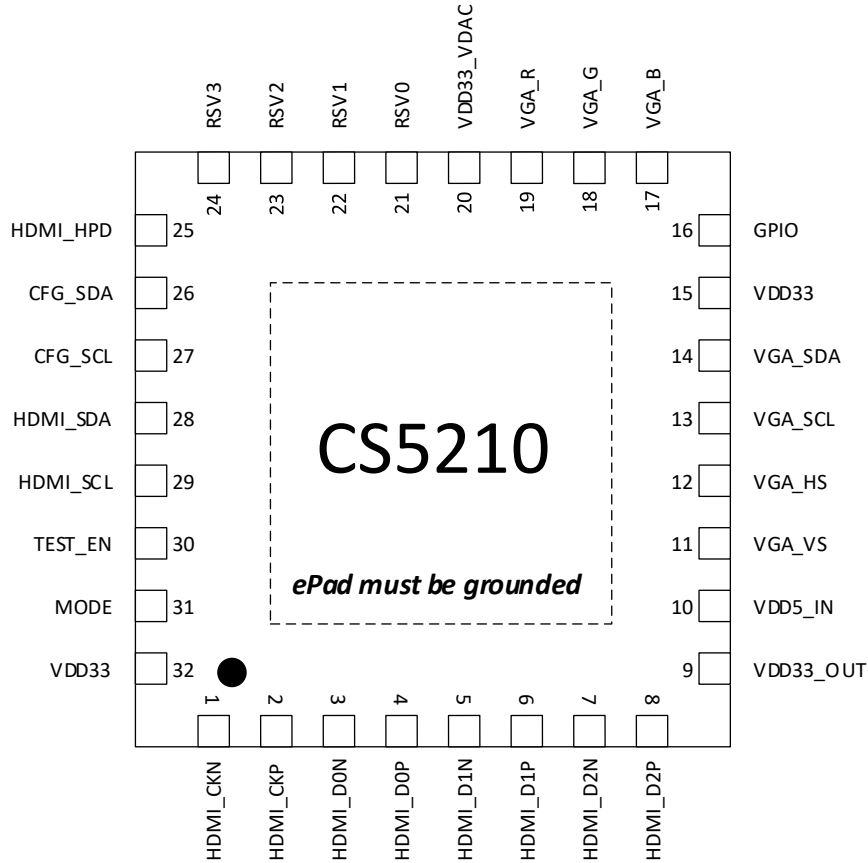 RSV3
RSV2
RSV1
RSV0
VDD33_VDAC
VGA_R
VGA_G
VGA_B
24
23
22
21
20
19
18
17
HDMI_HPD 25
16 GPIO
CFG_SDA 26
15 VDD33
CFG_SCL 27
14 VGA_SDA
HDMI_SDA 28
13 VGA_SCL
CS5210
HDMI_SCL 29
12 VGA_HS
TEST_EN 30
11 VGA_VS
ePad must be grounded
MODE 31
10 VDD5_IN
VDD33 32
9 VDD33_OUT
1
2
3
4
5
6
7
8
HDMI_CKN
HDMI_CKP
HDMI_D0N
HDMI_D0P
HDMI_D1N
HDMI_D1P
HDMI_D2N
HDMI_D2P